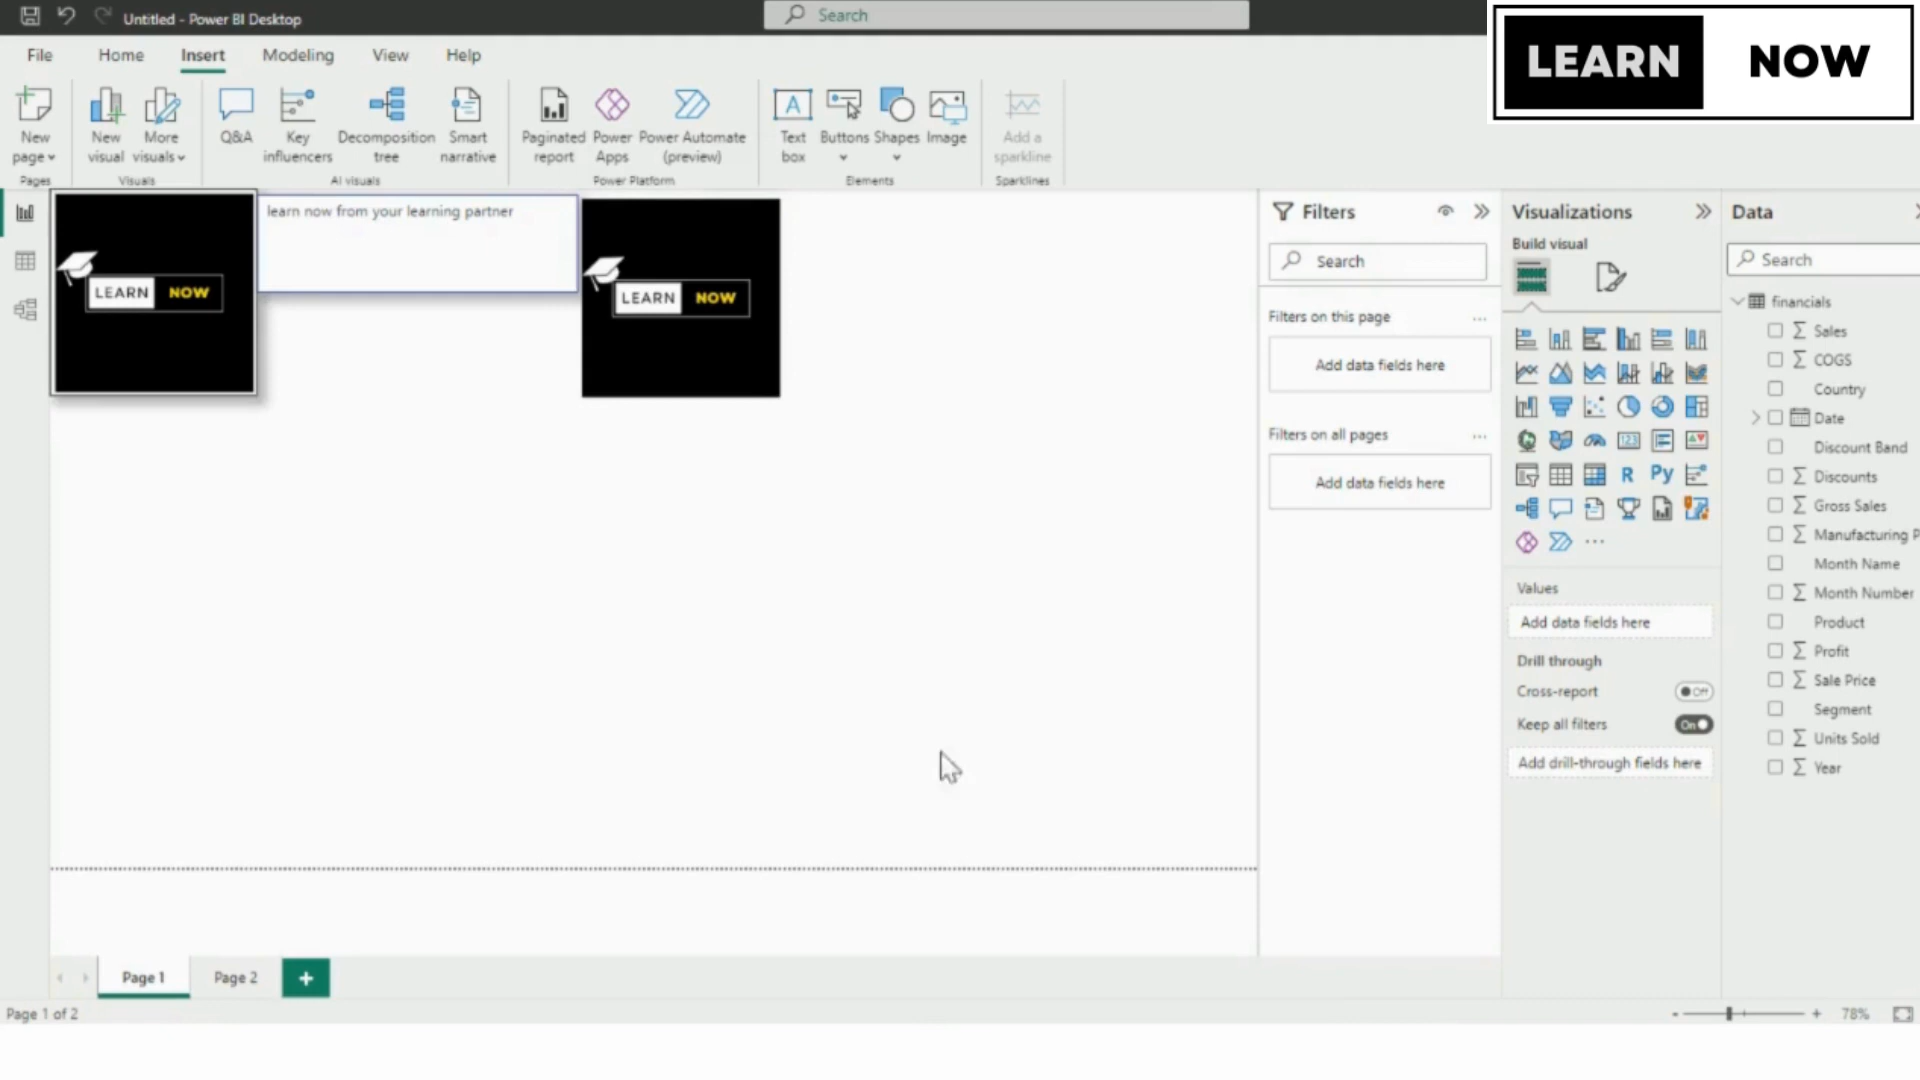 Untitled - Power BI Desktop
Search
LEARN NOW
File Home Insert Modeling View Help
New page
New visual
More visuals
Q&A
Key influencers
Decomposition tree
Smart narrative
Paginated report
Power Apps
Power Automate (preview)
Text box
Buttons
Shapes
Image
Add a sparkline
Pages
Visuals
AI visuals
Power Platform
Elements
Sparklines
LEARN NOW
learn now from your learning partner
LEARN NOW
Filters
Search
Filters on this page
Add data fields here
Filters on all pages
Add data fields here
Visualizations
Build visual
123
R
Py
Values
Add data fields here
Drill through
Cross-report
Off
Keep all filters
On
Add drill-through fields here
Data
Search
financials
Sales
COGS
Country
Date
Discount Band
Discounts
Gross Sales
Manufacturing P
Month Name
Month Number
Product
Profit
Sale Price
Segment
Units Sold
Year
Page 1
Page 2
+
Page 1 of 2
- + 78%